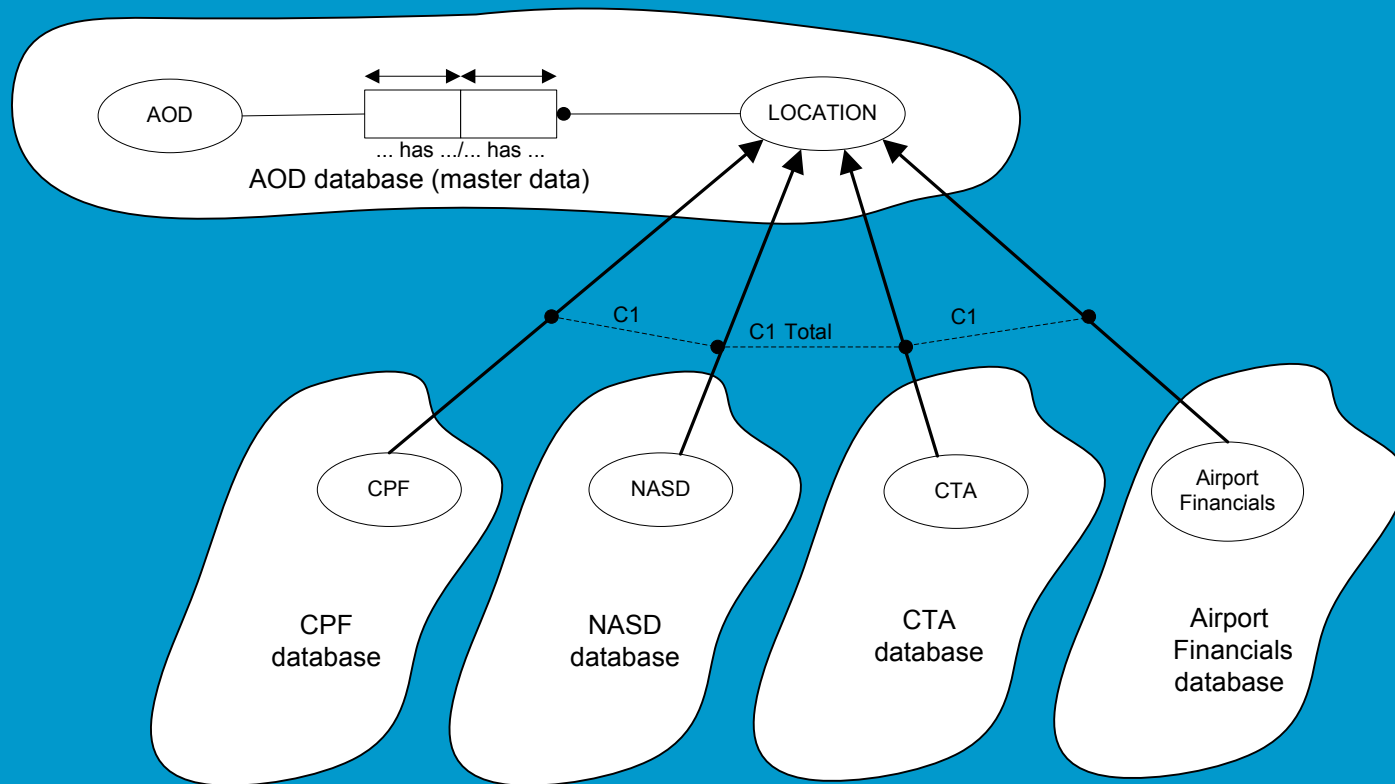 AOD
LOCATION
... has .../... has ...
AOD database (master data)
C1
C1 Total
C1
CPF
NASD
CTA
Airport
Financials
CPF
database
NASD
database
CTA
database
Airport
Financials
database